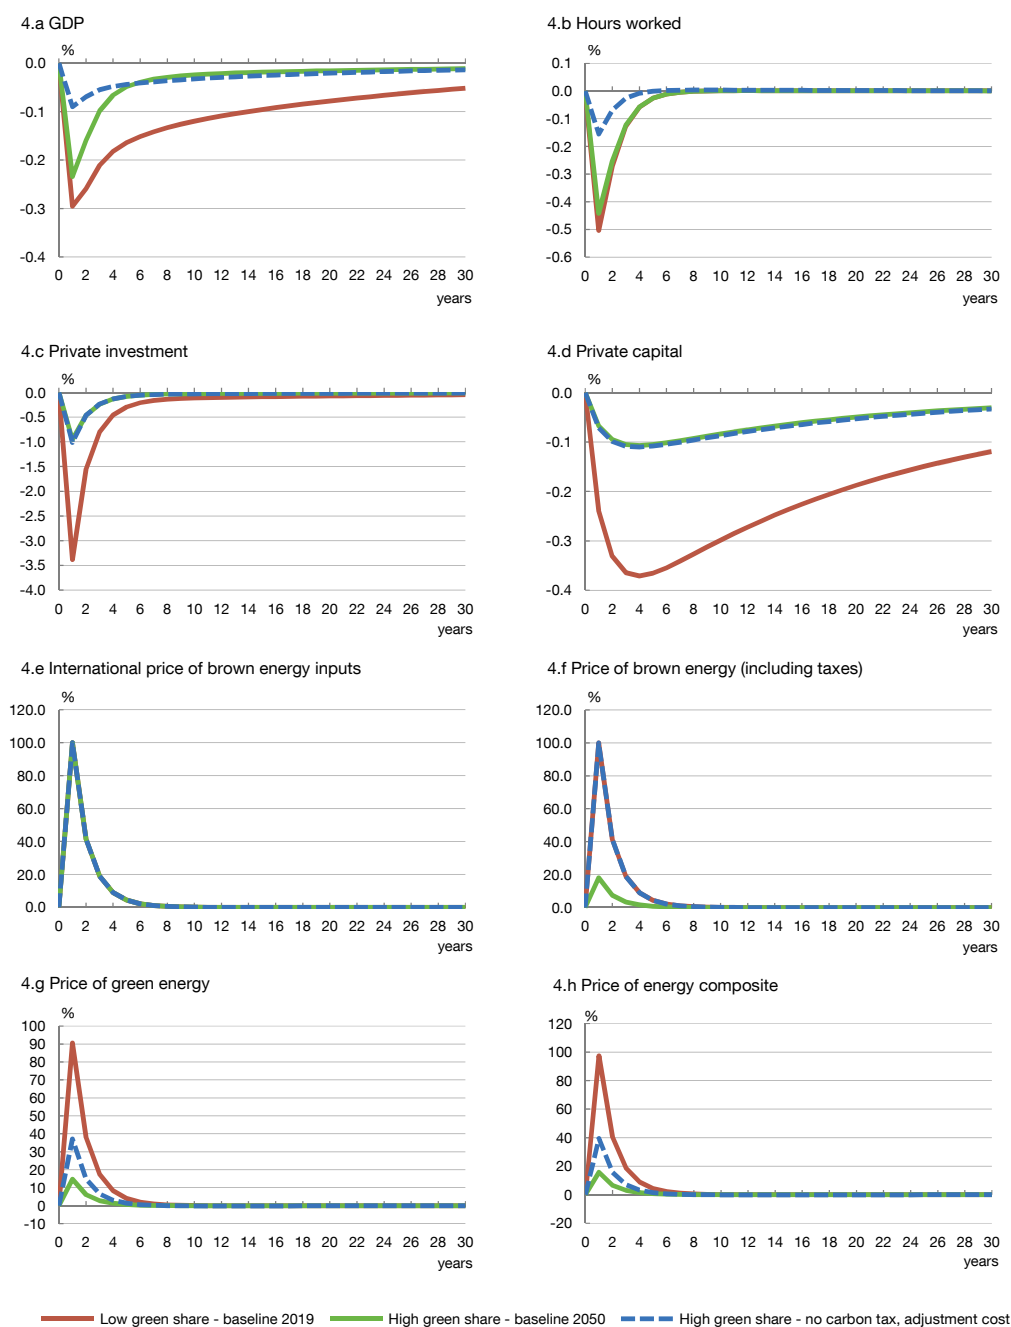 4.a GDP
%
0.0
-0.1
-0.2
-0.3
-0.4
0 2 4 6 8 10 12 14 16 18 20 22 24 26 28 30
years
4.b Hours worked
%
0.1
0.0
-0.1
-0.2
-0.3
-0.4
-0.5
-0.6
0 2 4 6 8 10 12 14 16 18 20 22 24 26 28 30
years
4.c Private investment
%
0.0
-0.5
-1.0
-1.5
-2.0
-2.5
-3.0
-3.5
-4.0
0 2 4 6 8 10 12 14 16 18 20 22 24 26 28 30
years
4.d Private capital
%
0.0
-0.1
-0.2
-0.3
-0.4
0 2 4 6 8 10 12 14 16 18 20 22 24 26 28 30
years
4.e International price of brown energy inputs
%
120.0
100.0
80.0
60.0
40.0
20.0
0.0
0 2 4 6 8 10 12 14 16 18 20 22 24 26 28 30
years
4.f Price of brown energy (including taxes)
%
120.0
100.0
80.0
60.0
40.0
20.0
0.0
0 2 4 6 8 10 12 14 16 18 20 22 24 26 28 30
years
4.g Price of green energy
%
100
90
80
70
60
50
40
30
20
10
0
-10
0 2 4 6 8 10 12 14 16 18 20 22 24 26 28 30
years
4.h Price of energy composite
%
120
100
80
60
40
20
0
-20
0 2 4 6 8 10 12 14 16 18 20 22 24 26 28 30
years
Low green share - baseline 2019 High green share - baseline 2050 High green share - no carbon tax, adjustment cost